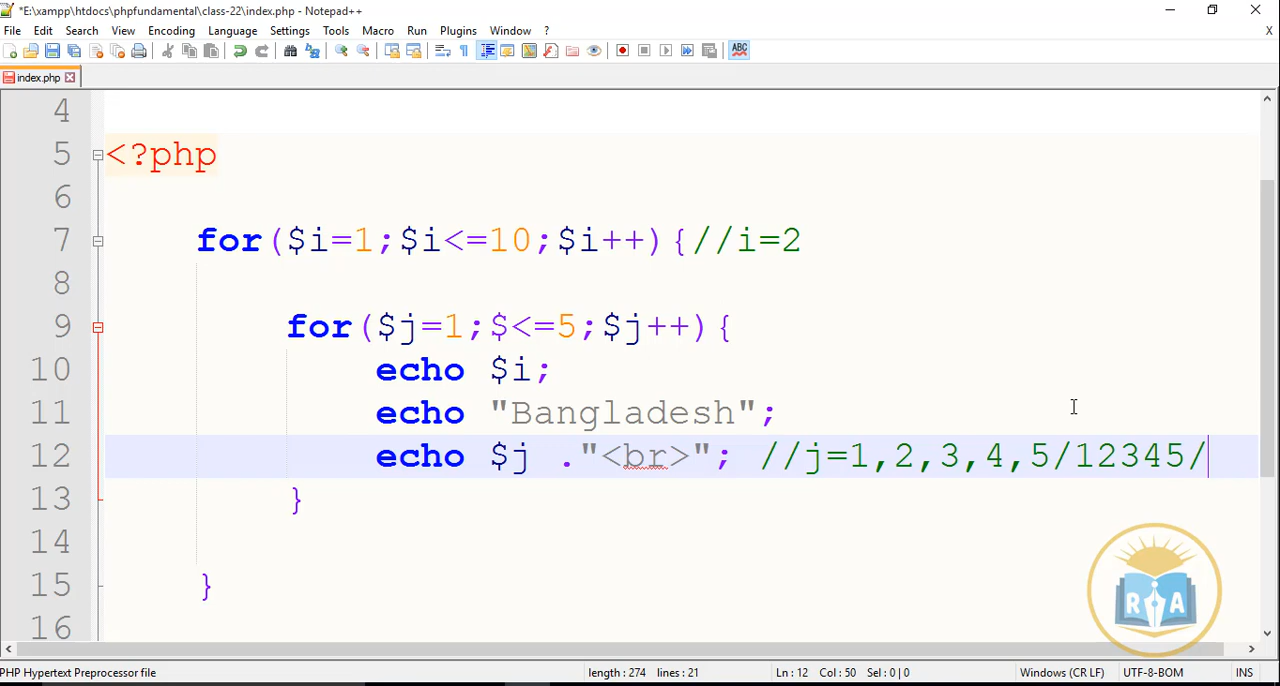 *E:\xampp\htdocs\phpfundamental\class-22\index.php - Notepad++
File Edit Search View Encoding Language Settings Tools Macro Run Plugins Window ? X
ABC
index.php
4
5 <?php
6
7 for($i=1;$i<=10;$i++){//i=2
8
9 for($j=1;$<=5;$j++){
10 echo $i;
11 echo "Bangladesh";
12 echo $j ."<br>"; //j=1,2,3,4,5/12345/
13 }
14
15 }
16
R A
PHP Hypertext Preprocessor file length : 274 lines : 21 Ln : 12 Col : 50 Sel : 0 | 0 Windows (CR LF) UTF-8-BOM INS